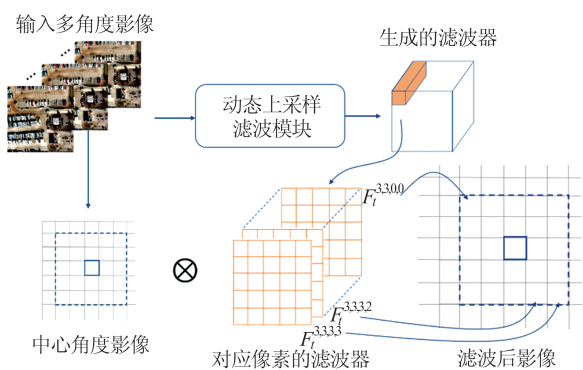 输入多角度影像
生成的滤波器
动态上采样
滤波模块
F_t^{3,3,0,0}
F_t^{3,3,3,2}
F_t^{3,3,3,3}
中心角度影像
⊗
对应像素的滤波器
滤波后影像